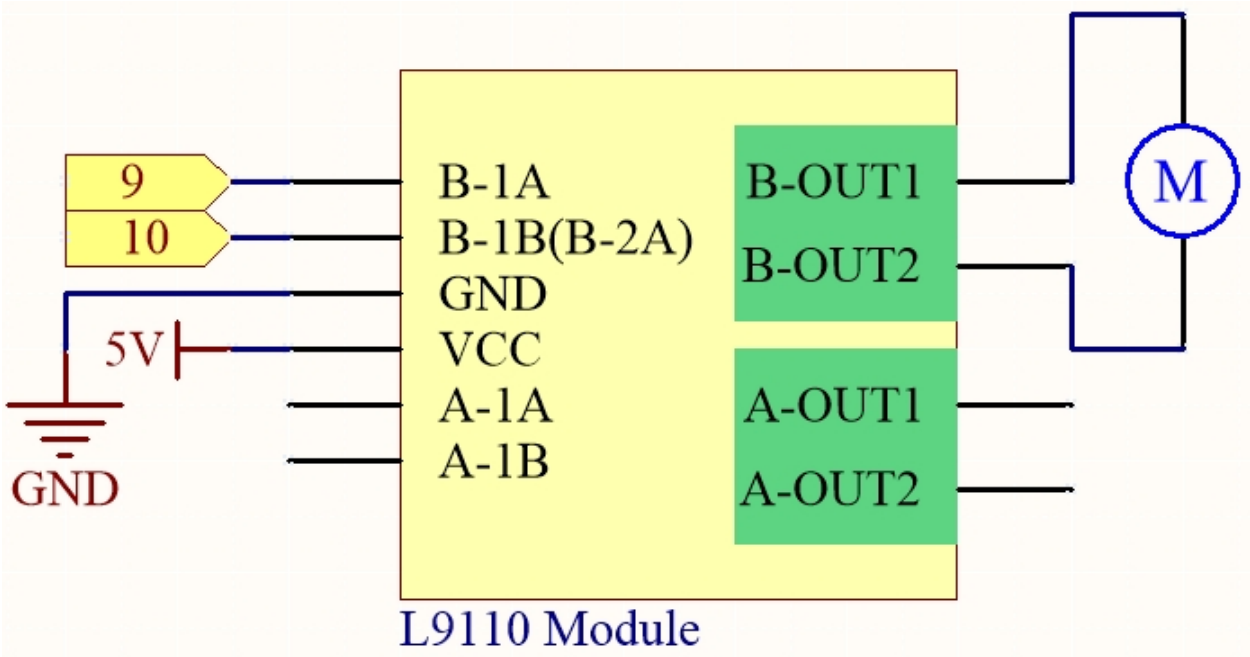 9
10
5V
GND
B-1A
B-1B(B-2A)
GND
VCC
A-1A
A-1B
B-OUT1
B-OUT2
A-OUT1
A-OUT2
M
L9110 Module